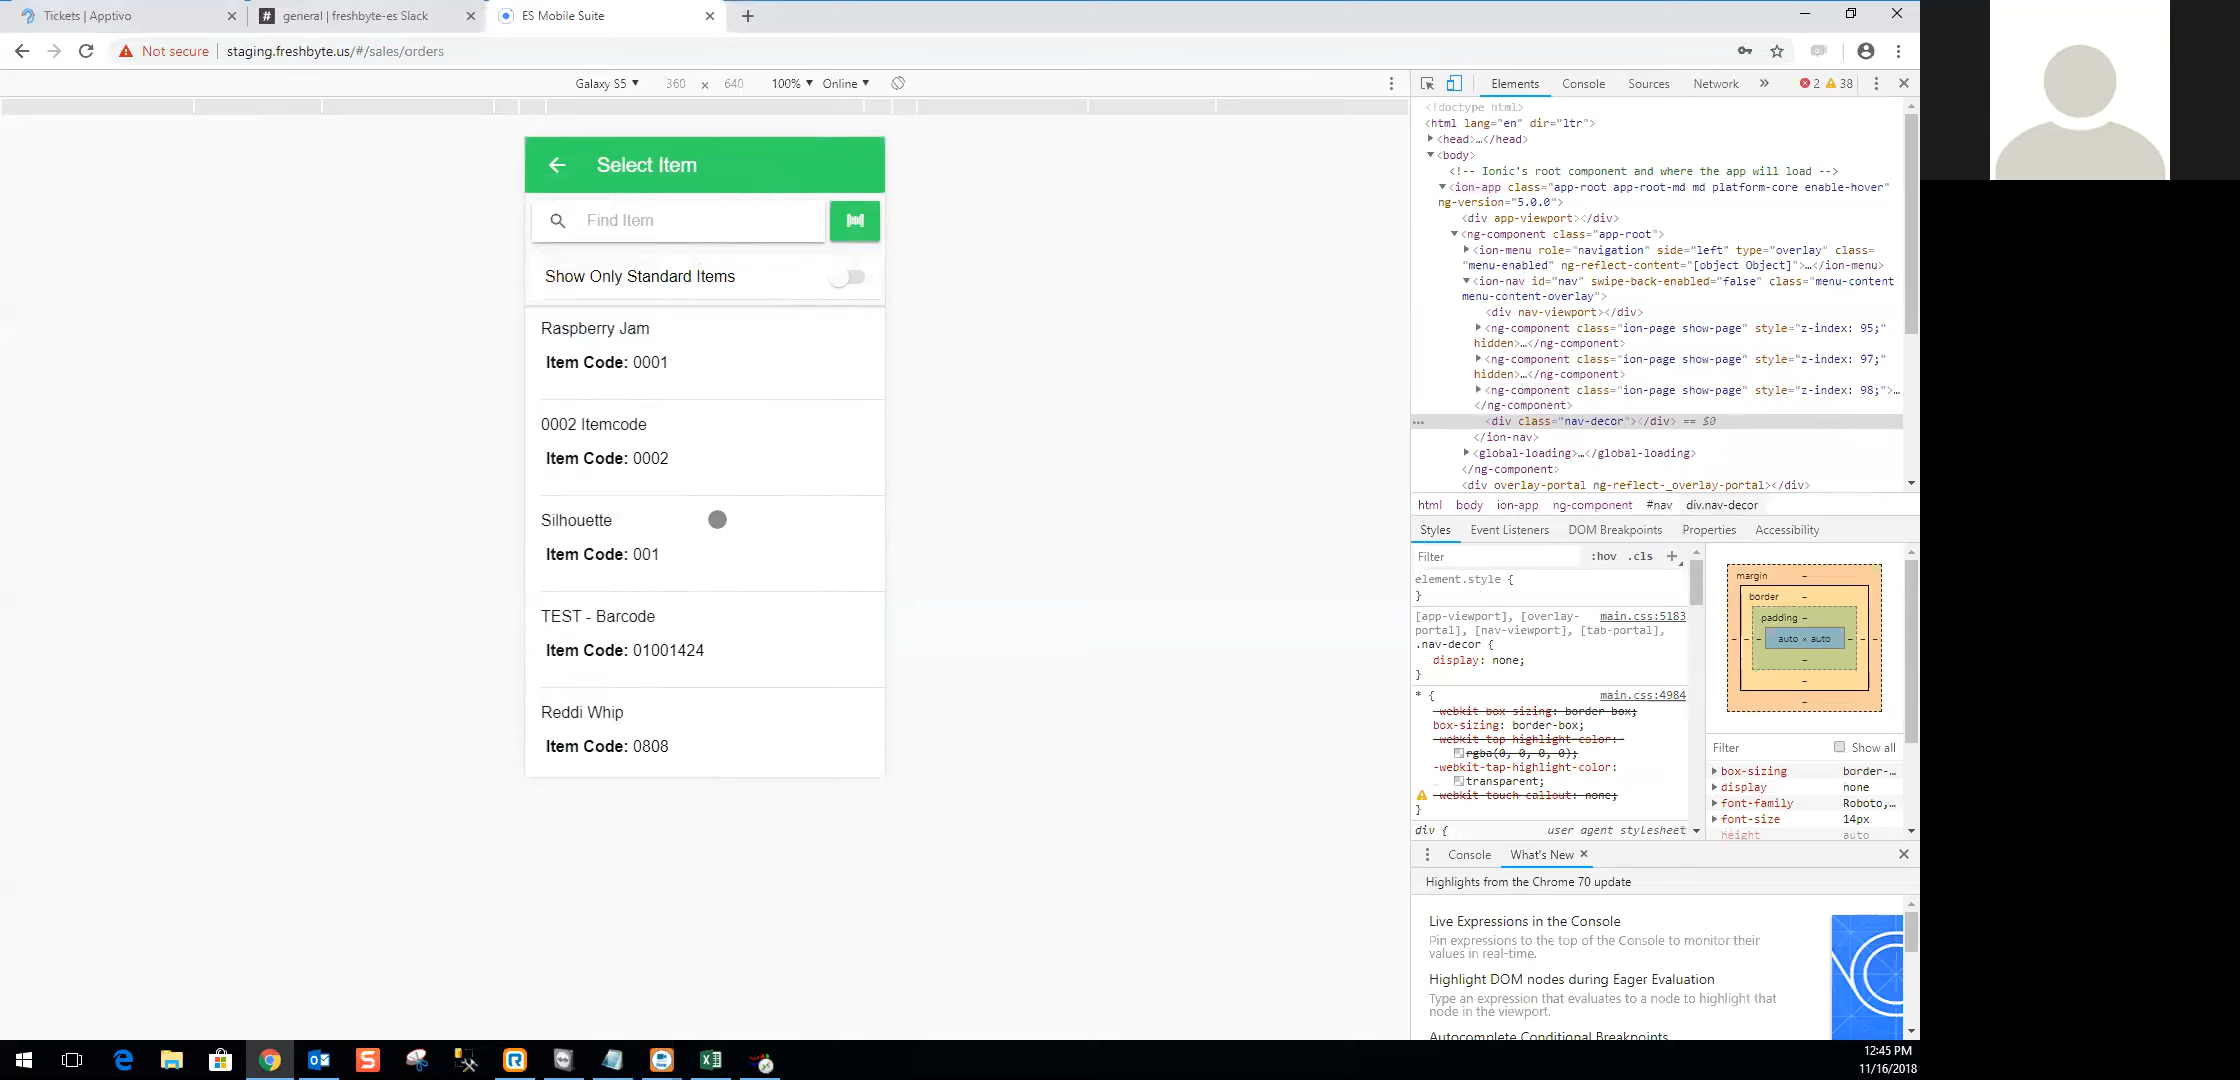 Tickets | Apptivo
general | freshbyte-es Slack
ES Mobile Suite
Not secure
staging.freshbyte.us/#/sales/orders
Galaxy S5 ▼ 360 x 640 100% ▼ Online ▼
Select Item
Find Item
Show Only Standard Items
Raspberry Jam
Item Code: 0001
0002 Itemcode
Item Code: 0002
Silhouette
Item Code: 001
TEST - Barcode
Item Code: 01001424
Reddi Whip
Item Code: 0808
Elements Console Sources Network » 2 38
<!doctype html>
<html lang="en" dir="ltr">
<head>…</head>
<body>
<!-- Ionic's root component and where the app will load -->
<ion-app class="app-root app-root-md md platform-core enable-hover"
ng-version="5.0.0">
<div app-viewport></div>
<ng-component class="app-root">
<ion-menu role="navigation" side="left" type="overlay" class=
"menu-enabled" ng-reflect-content="[object Object]">…</ion-menu>
<ion-nav id="nav" swipe-back-enabled="false" class="menu-content
menu-content-overlay">
<div nav-viewport></div>
<ng-component class="ion-page show-page" style="z-index: 95;"
hidden>…</ng-component>
<ng-component class="ion-page show-page" style="z-index: 97;"
hidden>…</ng-component>
<ng-component class="ion-page show-page" style="z-index: 98;">…
</ng-component>
<div class="nav-decor"></div> == $0
</ion-nav>
<global-loading>…</global-loading>
</ng-component>
<div overlay-portal ng-reflect-_overlay-portal></div>
html body ion-app ng-component #nav div.nav-decor
Styles Event Listeners DOM Breakpoints Properties Accessibility
Filter :hov .cls +
element.style {
}
[app-viewport], [overlay- main.css:5183
portal], [nav-viewport], [tab-portal],
.nav-decor {
display: none;
}
* { main.css:4984
-webkit-box-sizing: border-box;
box-sizing: border-box;
-webkit-tap-highlight-color:
rgba(0, 0, 0, 0);
-webkit-tap-highlight-color:
transparent;
-webkit-touch-callout: none;
}
div { user agent stylesheet
margin –
border –
padding –
auto × auto
Filter Show all
box-sizing border-…
display none
font-family Roboto,…
font-size 14px
height auto
Console What's New
Highlights from the Chrome 70 update
Live Expressions in the Console
Pin expressions to the top of the Console to monitor their
values in real-time.
Highlight DOM nodes during Eager Evaluation
Type an expression that evaluates to a node to highlight that
node in the viewport.
Autocomplete Conditional Breakpoints
12:45 PM
11/16/2018